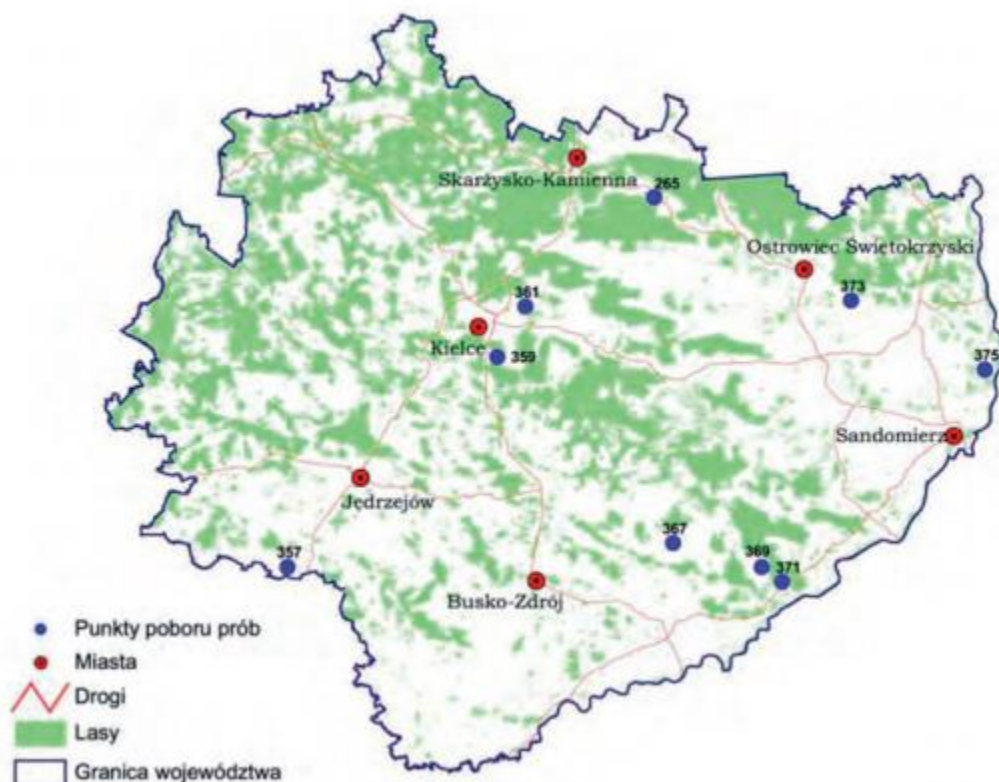 Skarżysko-Kamienna
265
Ostrowiec Świętokrzyski
373
361
Kielce
359
375
Sandomierz
Jędrzejów
367
369
371
357
Busko-Zdrój
Punkty poboru prób
Miasta
Drogi
Lasy
Granica województwa